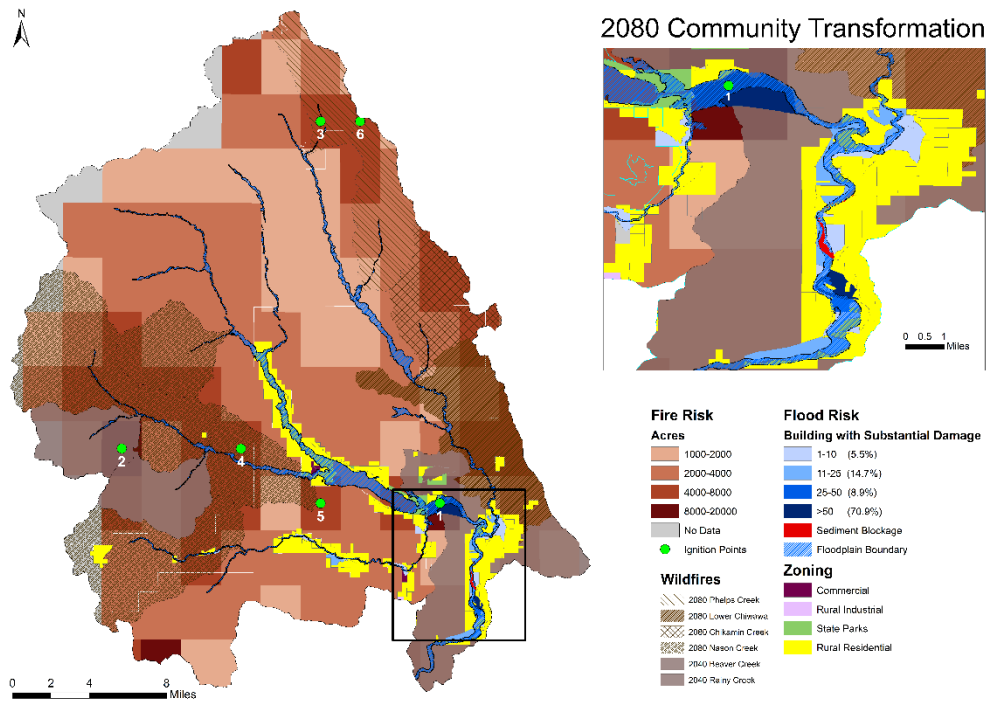 N
2080 Community Transformation
3
6
1
2
4
5
1
0 0.5 1
Miles
0 2 4 8
Miles
Fire Risk
Acres
1000-2000
2000-4000
4000-8000
8000-20000
No Data
Ignition Points
Wildfires
2080 Phelps Creek
2080 Lower Chiwawa
2080 Chikamin Creek
2080 Nason Creek
2040 Beaver Creek
2040 Rainy Creek
Flood Risk
Building with Substantial Damage
1-10 (5.5%)
11-25 (14.7%)
25-50 (8.9%)
>50 (70.9%)
Sediment Blockage
Floodplain Boundary
Zoning
Commercial
Rural Industrial
State Parks
Rural Residential